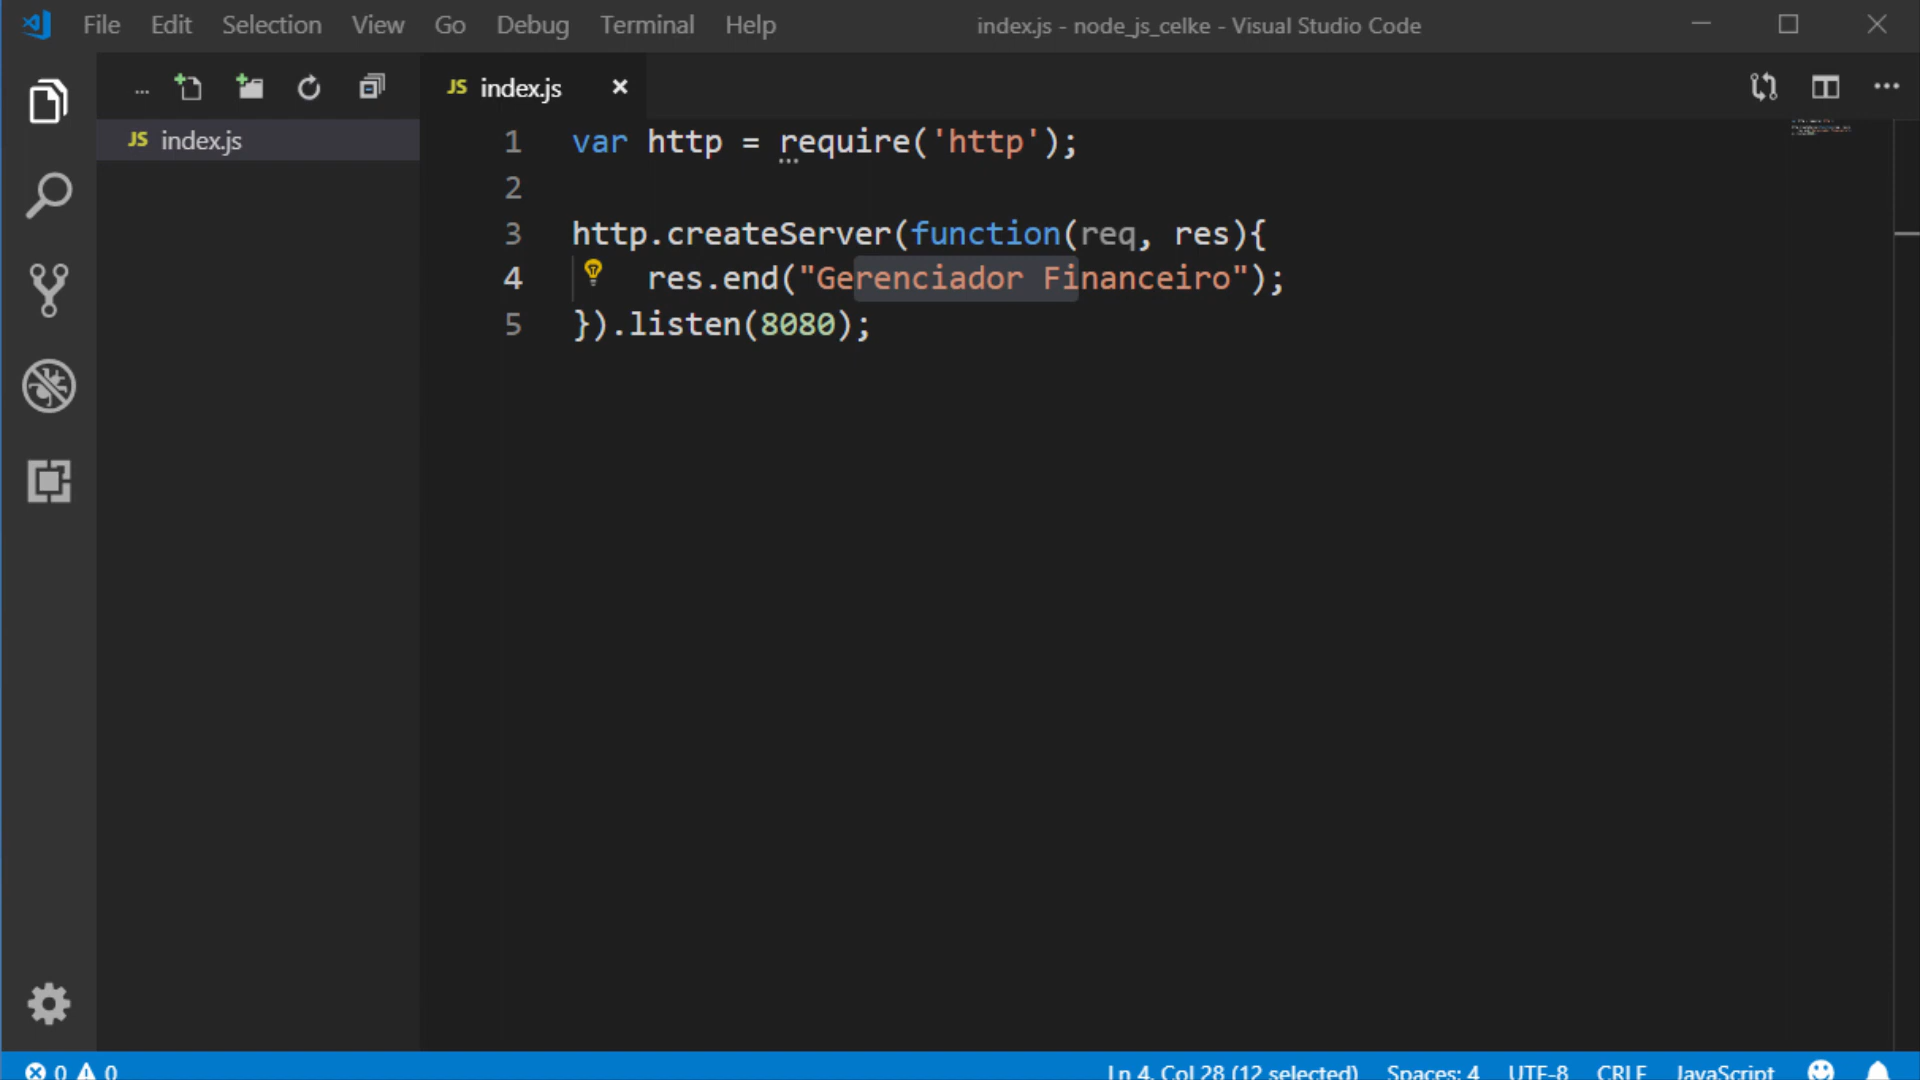 File Edit Selection View Go Debug Terminal Help index.js - node_js_celke - Visual Studio Code
... JS index.js
JS index.js
1 var http = require('http');
2
3 http.createServer(function(req, res){
4 res.end("Gerenciador Financeiro");
5 }).listen(8080);
0 0 Ln 4, Col 28 (12 selected) Spaces: 4 UTF-8 CRLF JavaScript